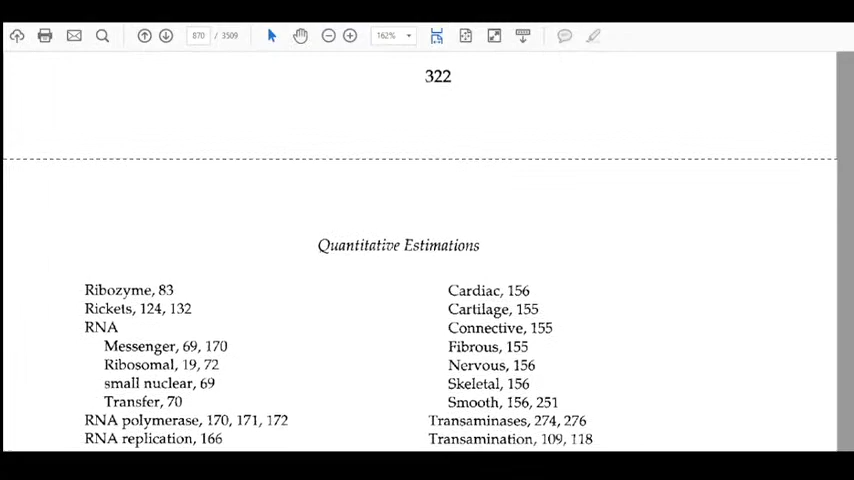 870 / 3509
162%
322
Quantitative Estimations
Ribozyme, 83
Rickets, 124, 132
RNA
Messenger, 69, 170
Ribosomal, 19, 72
small nuclear, 69
Transfer, 70
RNA polymerase, 170, 171, 172
RNA replication, 166
Cardiac, 156
Cartilage, 155
Connective, 155
Fibrous, 155
Nervous, 156
Skeletal, 156
Smooth, 156, 251
Transaminases, 274, 276
Transamination, 109, 118